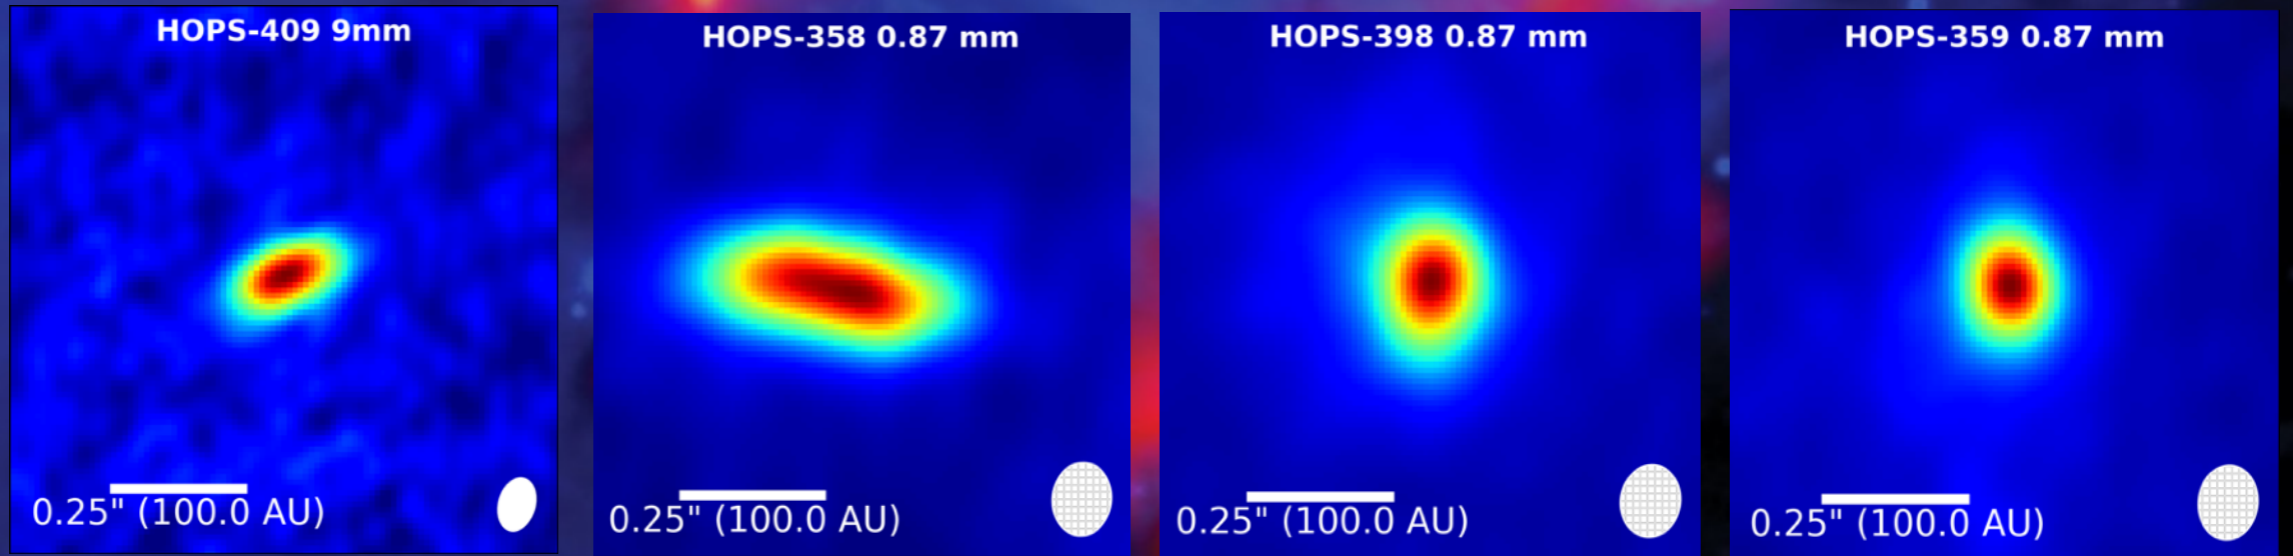 HOPS-409 9mm
HOPS-358 0.87 mm
HOPS-398 0.87 mm
HOPS-359 0.87 mm
0.25" (100.0 AU)
0.25" (100.0 AU)
0.25" (100.0 AU)
0.25" (100.0 AU)